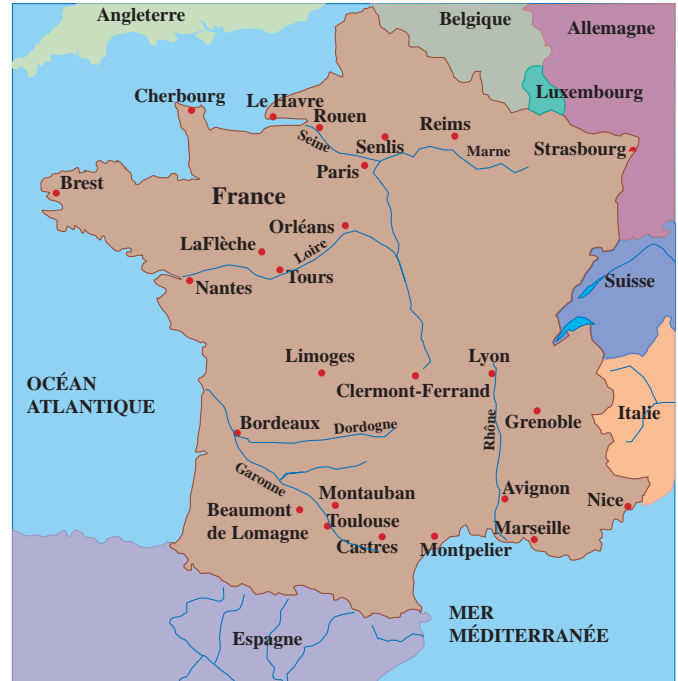 Angleterre
Belgique
Allemagne
Luxembourg
Cherbourg
Le Havre
Rouen
Seine
Senlis
Reims
Marne
Strasbourg
Paris
Brest
France
Orléans
LaFlèche
Loire
Tours
Nantes
Suisse
Limoges
Lyon
Clermont-Ferrand
OCÉAN
ATLANTIQUE
Bordeaux
Dordogne
Rhône
Grenoble
Italie
Garonne
Montauban
Avignon
Nice
Beaumont
de Lomagne
Toulouse
Castres
Montpelier
Marseille
MER
MÉDITERRANÉE
Espagne